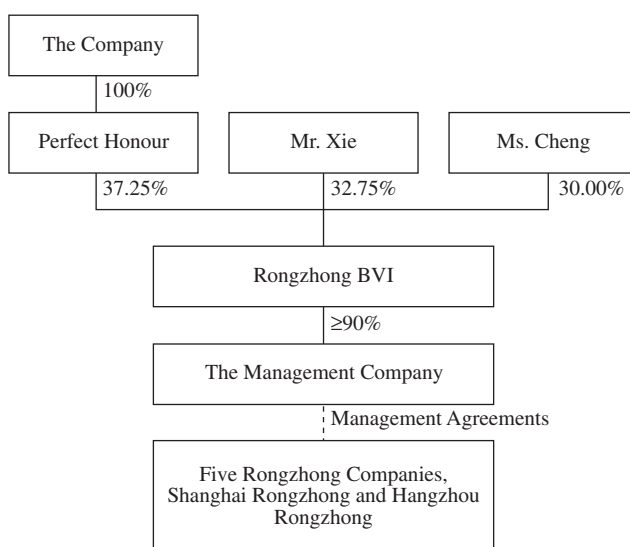 The Company
100%
Perfect Honour
Mr. Xie
Ms. Cheng
37.25%
32.75%
30.00%
Rongzhong BVI
≥90%
The Management Company
Management Agreements
Five Rongzhong Companies,
Shanghai Rongzhong and Hangzhou
Rongzhong